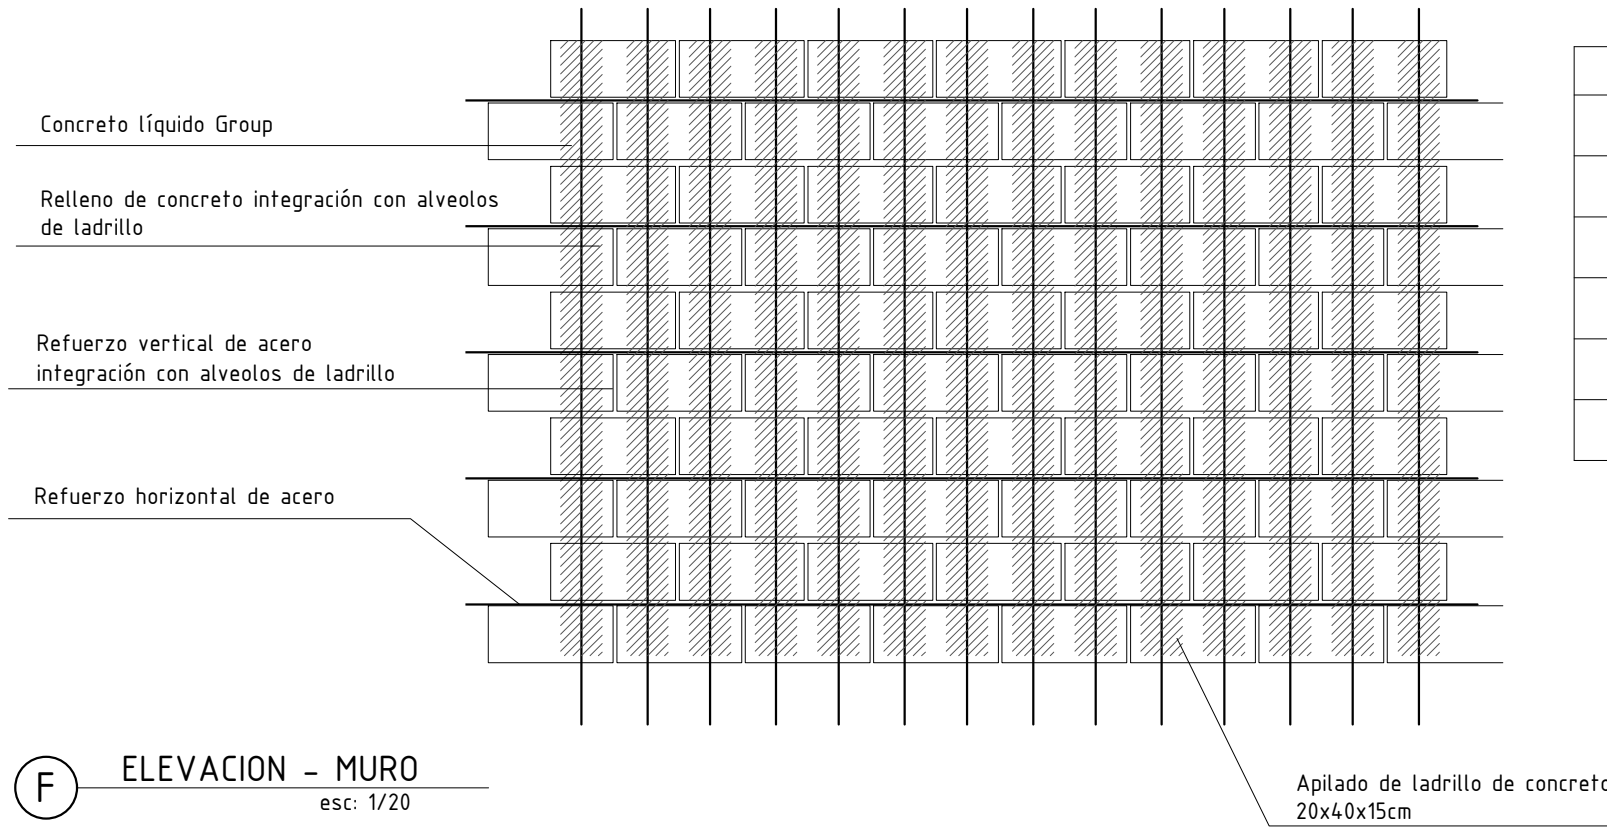 Concreto líquido Group
Relleno de concreto integración con alveolos
de ladrillo
Refuerzo vertical de acero
integración con alveolos de ladrillo
Refuerzo horizontal de acero
F
ELEVACION - MURO
esc: 1/20
Apilado de ladrillo de concreto
20x40x15cm